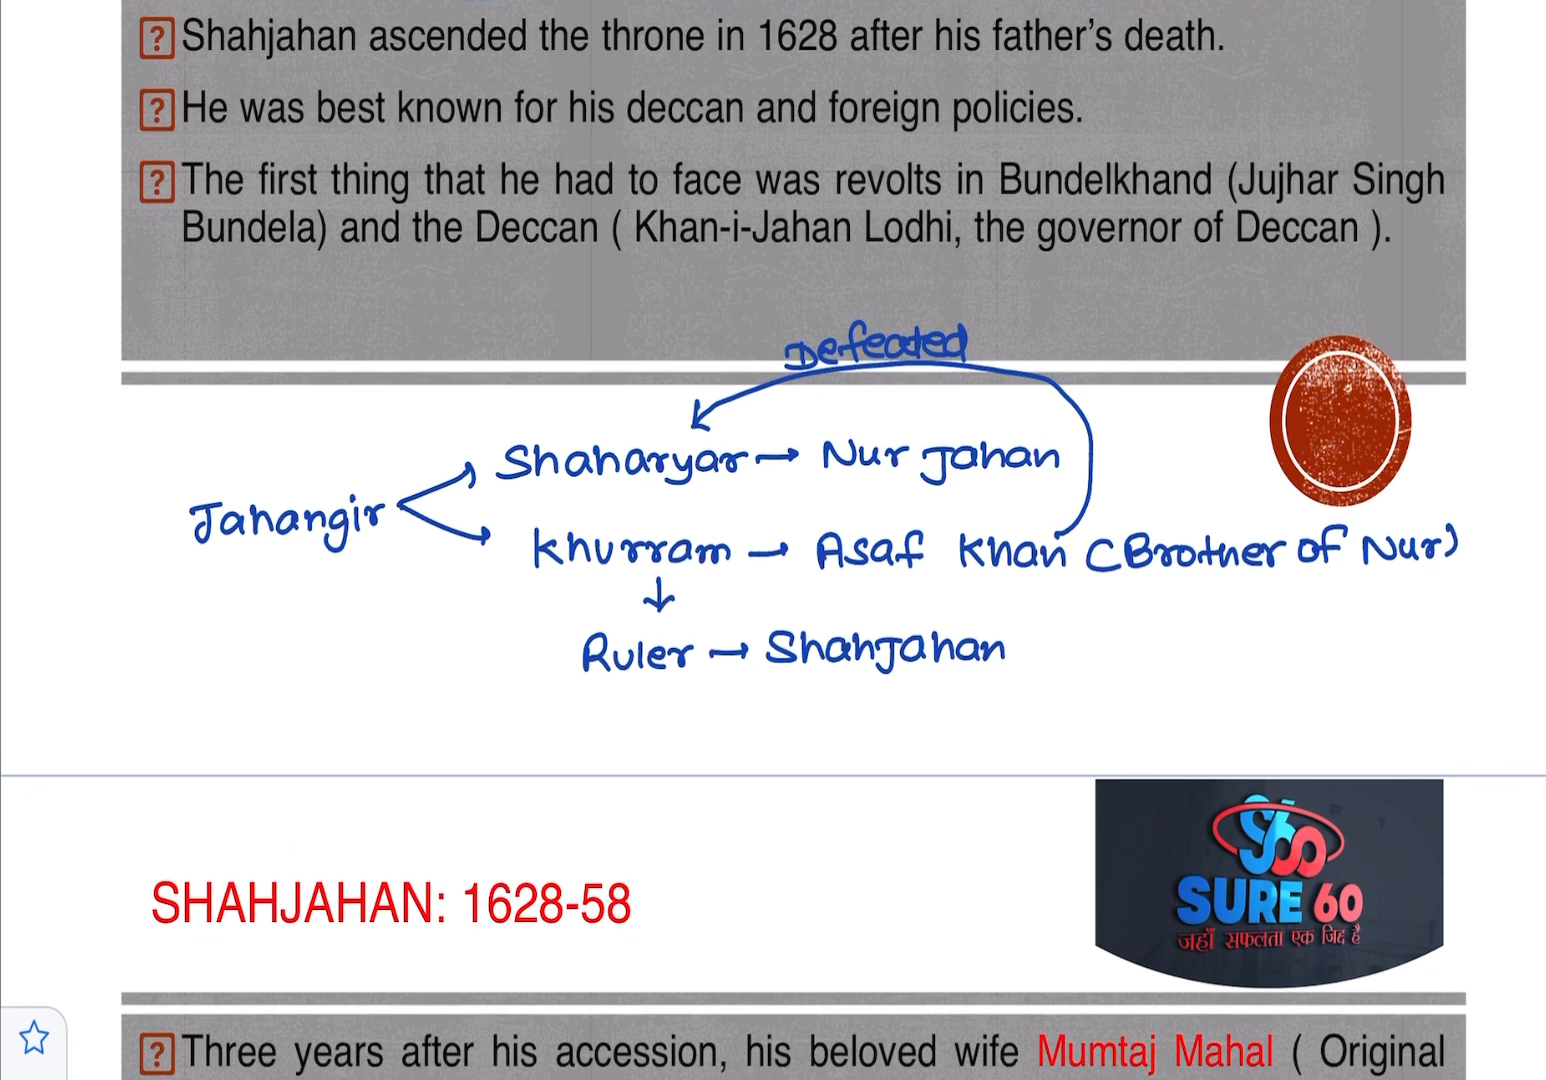 Shahjahan ascended the throne in 1628 after his father's death.
He was best known for his deccan and foreign policies.
The first thing that he had to face was revolts in Bundelkhand (Jujhar Singh
Bundela) and the Deccan ( Khan-i-Jahan Lodhi, the governor of Deccan ).
Defeated
Shaharyar → Nur Jahan
Jahangir
Khurram → Asaf Khan (Brother of Nur)
↓
Ruler → ShahJahan
S60
SURE 60
जहाँ सफलता एक जिद है
SHAHJAHAN: 1628-58
Three years after his accession, his beloved wife Mumtaj Mahal ( Original